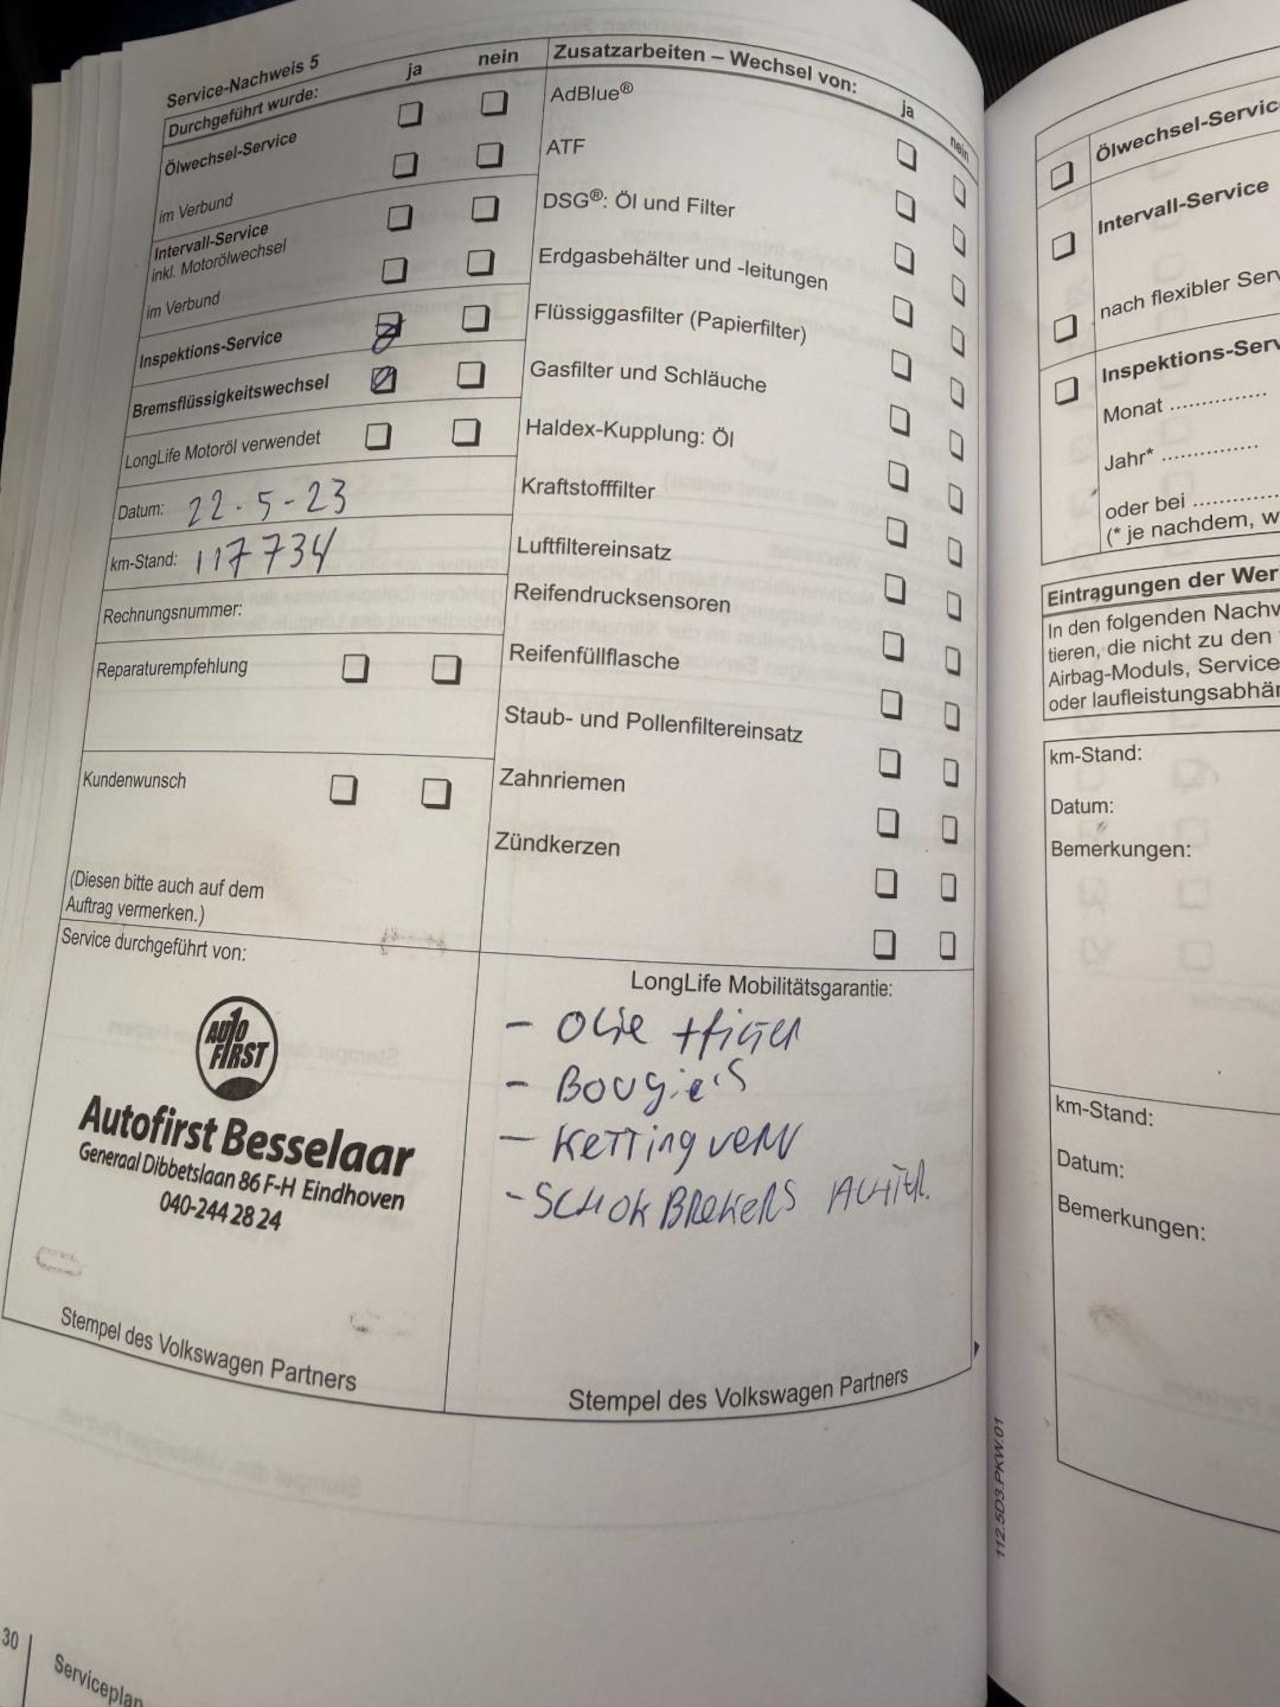 Service-Nachweis 5
Durchgeführt wurde: ja nein
Ölwechsel-Service
im Verbund
Intervall-Service
inkl. Motorölwechsel
im Verbund
Inspektions-Service
Bremsflüssigkeitswechsel
LongLife Motoröl verwendet
Datum: 22-5-23
km-Stand: 117734
Rechnungsnummer:
Reparaturempfehlung
Kundenwunsch
(Diesen bitte auch auf dem
Auftrag vermerken.)
Service durchgeführt von:
AUTO
FIRST
Autofirst Besselaar
Generaal Dibbetslaan 86 F-H Eindhoven
040-244 28 24
Stempel des Volkswagen Partners
Zusatzarbeiten – Wechsel von: ja nein
AdBlue®
ATF
DSG®: Öl und Filter
Erdgasbehälter und -leitungen
Flüssiggasfilter (Papierfilter)
Gasfilter und Schläuche
Haldex-Kupplung: Öl
Kraftstofffilter
Luftfiltereinsatz
Reifendrucksensoren
Reifenfüllflasche
Staub- und Pollenfiltereinsatz
Zahnriemen
Zündkerzen
LongLife Mobilitätsgarantie:
- Olie + filter
- Bougie's
- Ketting verv
- SCHOKBREKERS ACHTER.
Stempel des Volkswagen Partners
30
Serviceplan
112.5D3.PKW.01
Ölwechsel-Servic
Intervall-Service
nach flexibler Ser
Inspektions-Serv
Monat ..............
Jahr* ..............
oder bei ..............
(* je nachdem, w
Eintragungen der Wer
In den folgenden Nachw
tieren, die nicht zu den
Airbag-Moduls, Service
oder laufleistungsabhän
km-Stand:
Datum:
Bemerkungen:
km-Stand:
Datum:
Bemerkungen: